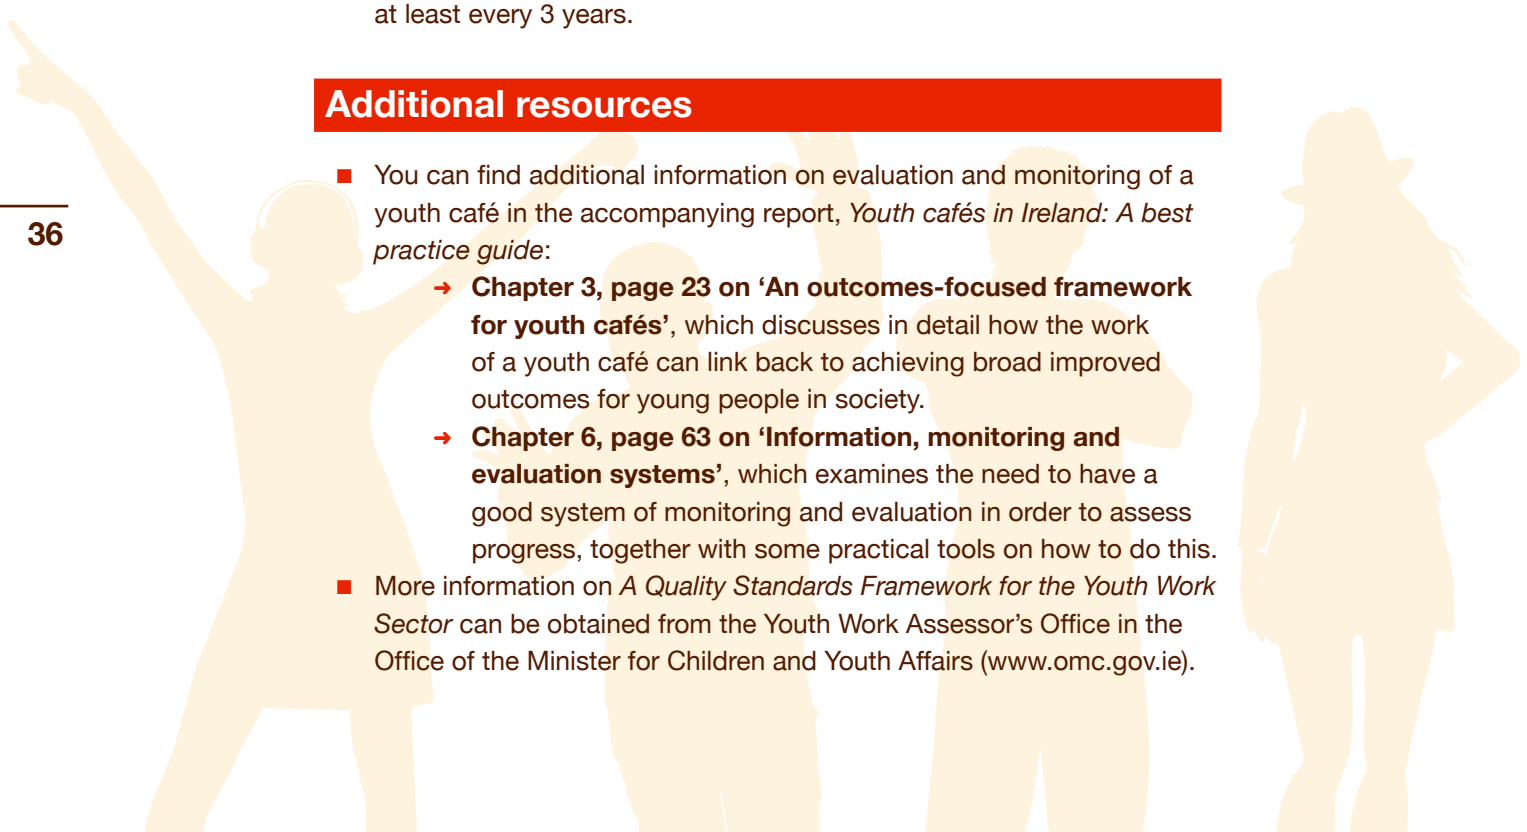 at least every 3 years.
Additional resources
■ You can find additional information on evaluation and monitoring of a
youth café in the accompanying report, Youth cafés in Ireland: A best
practice guide:
36
➜ Chapter 3, page 23 on ‘An outcomes-focused framework
for youth cafés’, which discusses in detail how the work
of a youth café can link back to achieving broad improved
outcomes for young people in society.
➜ Chapter 6, page 63 on ‘Information, monitoring and
evaluation systems’, which examines the need to have a
good system of monitoring and evaluation in order to assess
progress, together with some practical tools on how to do this.
■ More information on A Quality Standards Framework for the Youth Work
Sector can be obtained from the Youth Work Assessor’s Office in the
Office of the Minister for Children and Youth Affairs (www.omc.gov.ie).